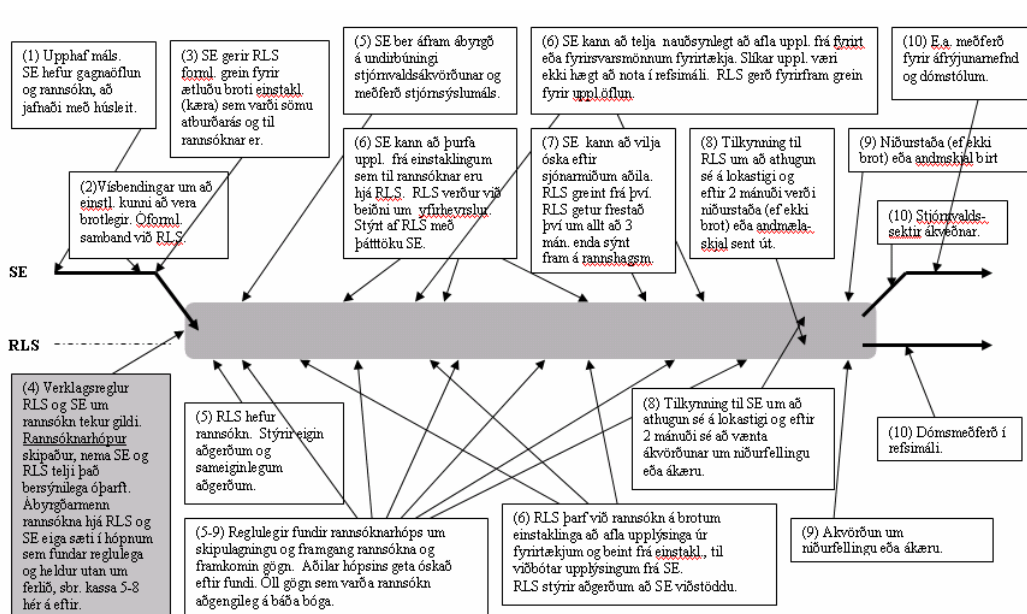 (1) Upphaf máls.
SE hefur gagnaöflun
og rannsókn, að
jafnaði með húsleit.
(3) SE gerir RLS
forml. grein fyrir
ætluðu broti einstakl.
(kæra) sem varði sömu
atburðarás og til
rannsóknar er.
(5) SE ber áfram ábyrgð
á undirbúningi
stjórnvaldsákvörðunar og
meðferð stjórnsýslumáls.
(6) SE kann að telja nauðsynlegt að afla uppl. frá fyrirt
eða fyrirsvarsmönnum fyrirtækja. Slíkar uppl. væri
ekki hægt að nota í refsimáli. RLS gerð fyrirfram grein
fyrir uppl.öflun.
(10) E.a. meðferð
fyrir áfrýjunarnefnd
og dómstólum.
(2)Vísbendingar um að
einstl. kunni að vera
brotlegir. Óforml.
samband við RLS.
(6) SE kann að þurfa
uppl. frá einstaklingum
sem til rannsóknar eru
hjá RLS. RLS verður við
beiðni um yfirheyrslur.
Stýrt af RLS með
þátttöku SE.
(7) SE kann að vilja
óska eftir
sjónarmiðum aðila.
RLS greint frá því.
RLS getur frestað
því um allt að 3
mán. enda sýnt
fram á rannshagsm.
(8) Tilkynning til
RLS um að athugun
sé á lokastigi og
eftir 2 mánuði verði
niðurstaða (ef ekki
brot) eða andmæla-
skjal sent út.
(9) Niðurstaða (ef ekki
brot) eða andmskjal birt
(10) Stjórnvalds-
sektir ákveðnar.
SE
RLS
(4) Verklagsreglur
RLS og SE um
rannsókn tekur gildi.
Rannsóknarhópur
skipaður, nema SE og
RLS telji það
bersýnilega óþarft.
Ábyrgðarmenn
rannsókna hjá RLS og
SE eiga sæti í hópnum
sem fundar reglulega
og heldur utan um
ferlið, sbr. kassa 5-8
hér á eftir.
(5) RLS hefur
rannsókn. Stýrir eigin
aðgerðum og
sameiginlegum
aðgerðum.
(8) Tilkynning til SE um að
athugun sé á lokastigi og eftir
2 mánuði sé að vænta
ákvörðunar um niðurfellingu
eða ákæru.
(10) Dómsmeðferð í
refsimáli.
(5-9) Reglulegir fundir rannsóknarhóps um
skipulagningu og framgang rannsókna og
framkomin gögn. Aðilar hópsins geta óskað
eftir fundi. Öll gögn sem varða rannsókn
aðgengileg á báða bóga.
(6) RLS þarf við rannsókn á brotum
einstaklinga að afla upplýsinga úr
fyrirtækjum og beint frá einstakl., til
viðbótar upplýsingum frá SE.
RLS stýrir aðgerðum að SE viðstöddu.
(9) Ákvörðun um
niðurfellingu eða ákæru.